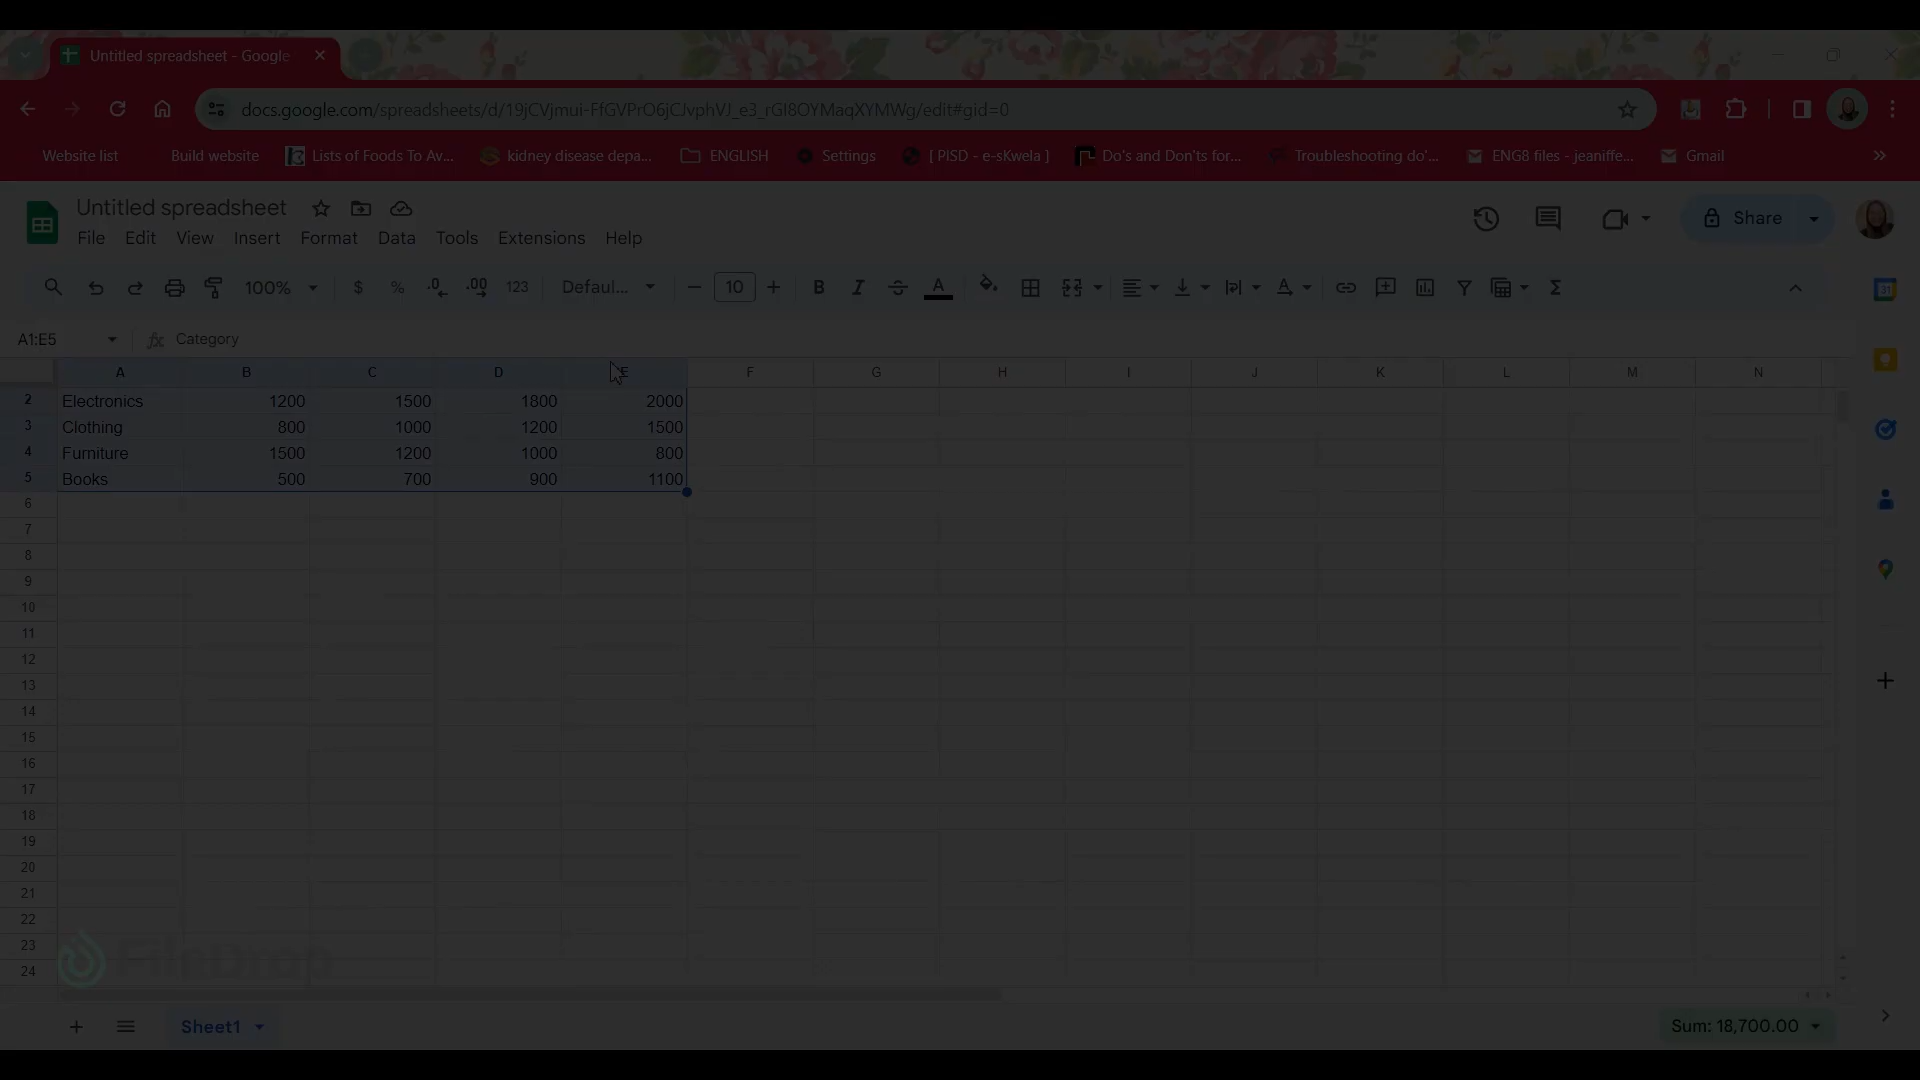 Untitled spreadsheet - Google
docs.google.com/spreadsheets/d/19jCVjmui-FfGVPrO6jCJvphVJ_e3_rGI8OYMaqXYMWg/edit#gid=0
Website list Build website Lists of Foods To Av... kidney disease depa... ENGLISH Settings [ PISD - e-sKwela ] Do's and Don'ts for... Troubleshooting do'... ENG8 files - jeaniffe... Gmail
Untitled spreadsheet
File Edit View Insert Format Data Tools Extensions Help
Share
100% $ % .0 .00 123 Defaul... 10 B I A
A1:E5 fx Category
A B C D E F G H I J K L M N
2 Electronics 1200 1500 1800 2000
3 Clothing 800 1000 1200 1500
4 Furniture 1500 1200 1000 800
5 Books 500 700 900 1100
6
7
8
9
10
11
12
13
14
15
16
17
18
19
20
21
22
23
FileDrop
24
Sheet1
Sum: 18,700.00